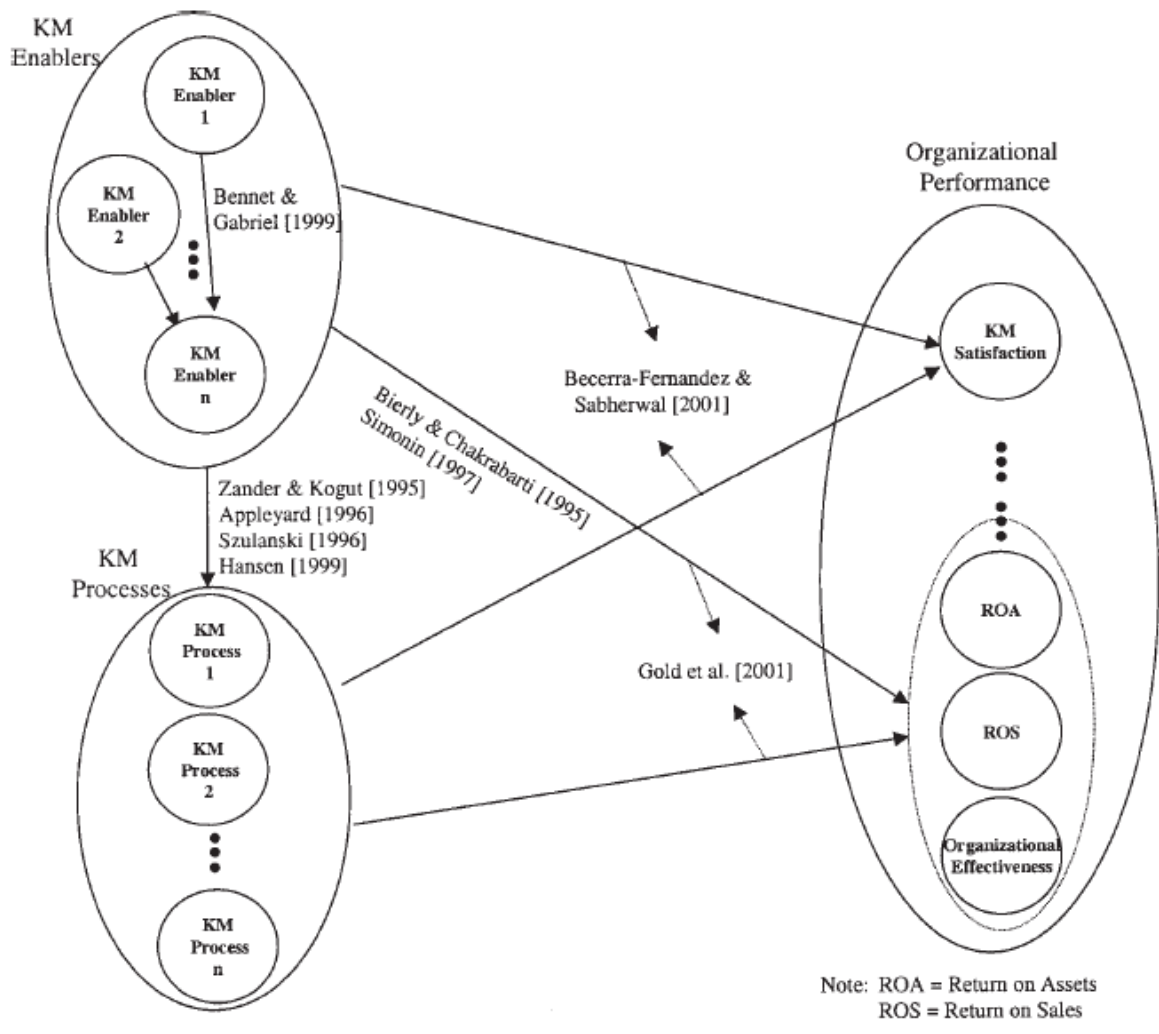 KM
Enablers
KM
Enabler
1
KM
Enabler
2
Bennet &
Gabriel [1999]
KM
Enabler
n
Organizational
Performance
KM
Satisfaction
Becerra-Fernandez &
Sabherwal [2001]
Bierly & Chakrabarti [1995]
Simonin [1997]
Zander & Kogut [1995]
Appleyard [1996]
Szulanski [1996]
Hansen [1999]
KM
Processes
KM
Process
1
KM
Process
2
KM
Process
n
Gold et al. [2001]
ROA
ROS
Organizational
Effectiveness
Note: ROA = Return on Assets
ROS = Return on Sales